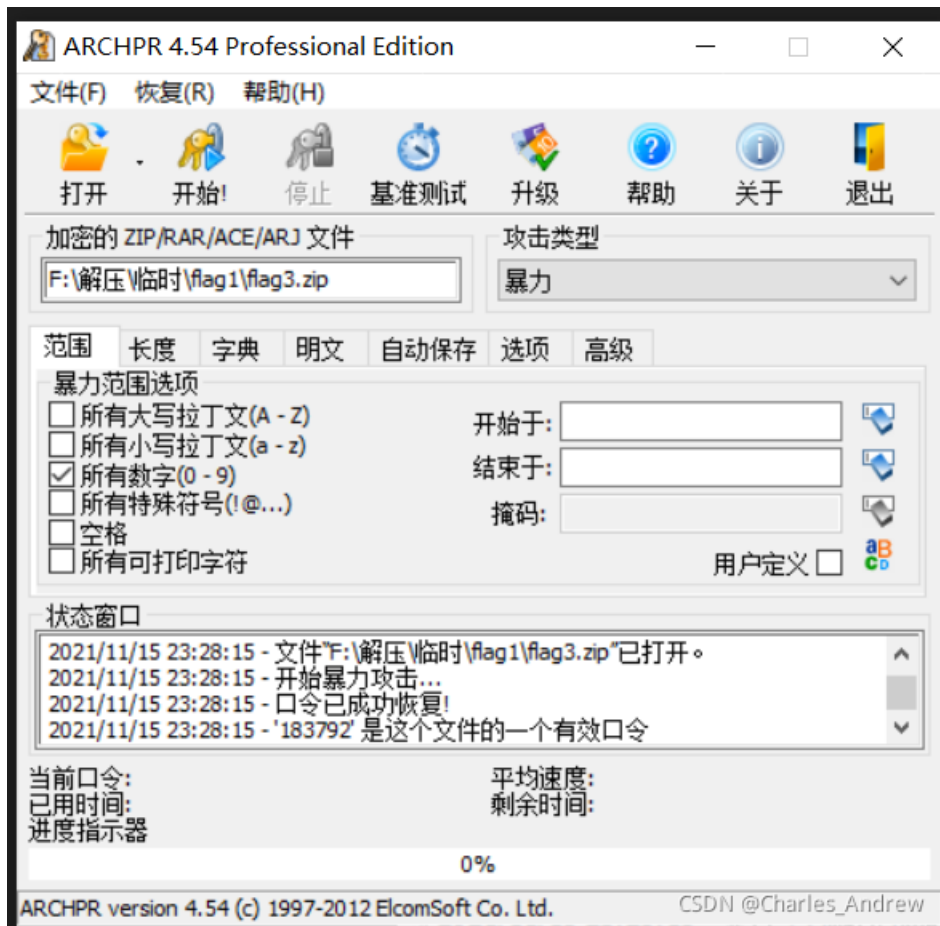 ARCHPR 4.54 Professional Edition
文件(F) 恢复(R) 帮助(H)
打开 开始! 停止 基准测试 升级 帮助 关于 退出
加密的 ZIP/RAR/ACE/ARJ 文件 攻击类型
F:\解压\临时\flag1\flag3.zip 暴力
范围 长度 字典 明文 自动保存 选项 高级
暴力范围选项
所有大写拉丁文(A - Z) 开始于:
所有小写拉丁文(a - z)
所有数字(0 - 9) 结束于:
所有特殊符号(!@...) 掩码:
空格
所有可打印字符 用户定义
状态窗口
2021/11/15 23:28:15 - 文件"F:\解压\临时\flag1\flag3.zip"已打开。
2021/11/15 23:28:15 - 开始暴力攻击...
2021/11/15 23:28:15 - 口令已成功恢复!
2021/11/15 23:28:15 - '183792' 是这个文件的一个有效口令
当前口令: 平均速度:
已用时间: 剩余时间:
进度指示器
0%
ARCHPR version 4.54 (c) 1997-2012 ElcomSoft Co. Ltd.
CSDN @Charles_Andrew